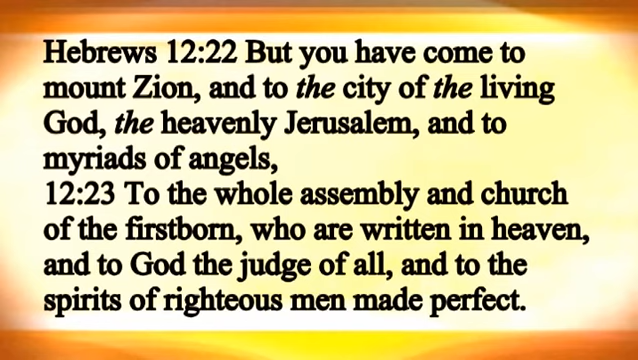 Hebrews 12:22 But you have come to
mount Zion, and to the city of the living
God, the heavenly Jerusalem, and to
myriads of angels,
12:23 To the whole assembly and church
of the firstborn, who are written in heaven,
and to God the judge of all, and to the
spirits of righteous men made perfect.